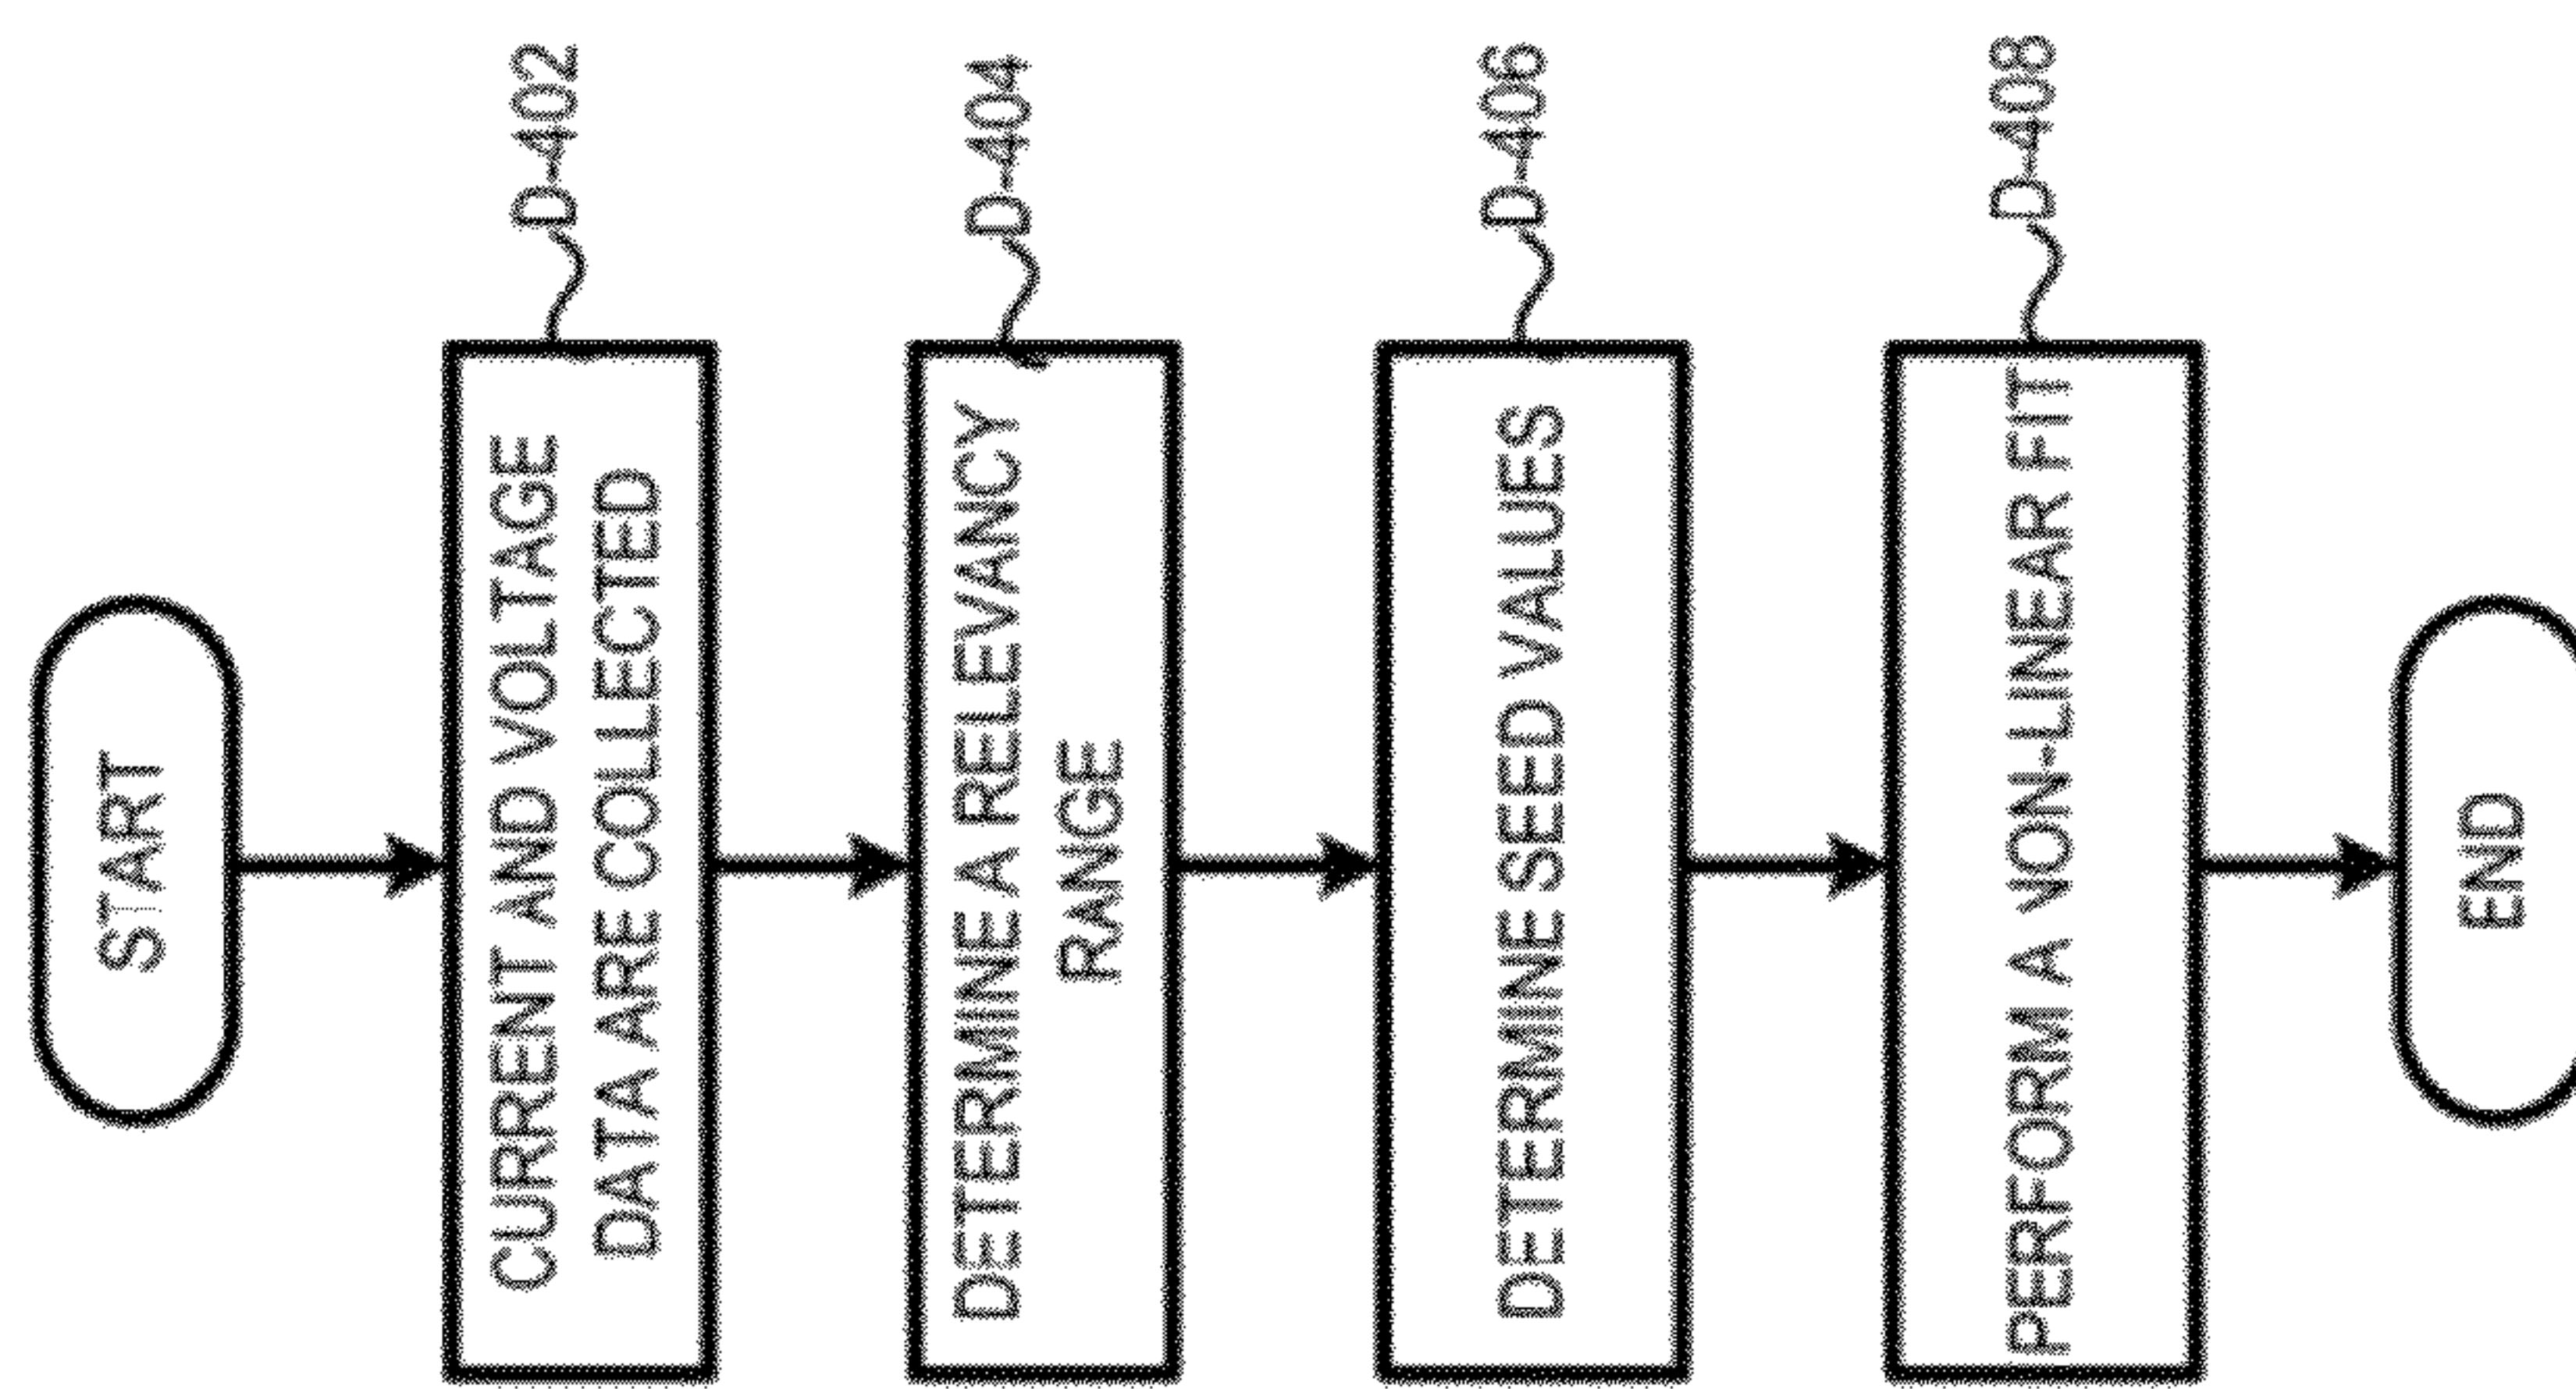 START
CURRENT AND VOLTAGE
DATA ARE COLLECTED
D-402
DETERMINE A RELEVANCY
RANGE
D-404
DETERMINE SEED VALUES
D-406
PERFORM A NON-LINEAR FIT
D-408
END